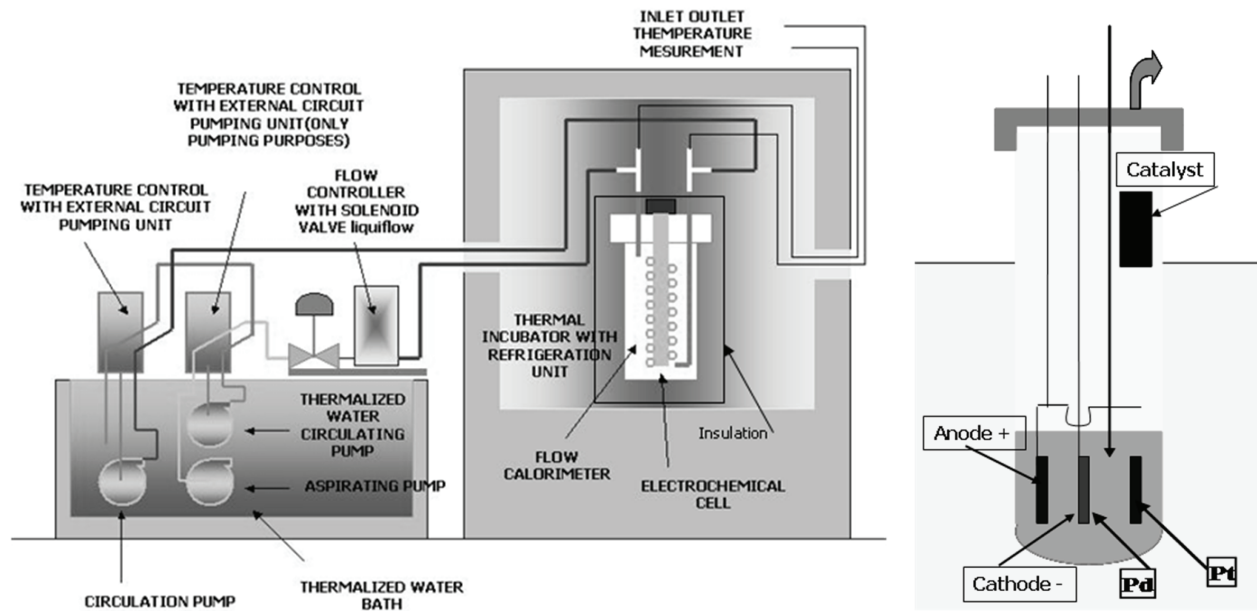 INLET OUTLET
THEMPERATURE
MESUREMENT
TEMPERATURE CONTROL
WITH EXTERNAL CIRCUIT
PUMPING UNIT(ONLY
PUMPING PURPOSES)
TEMPERATURE CONTROL
WITH EXTERNAL CIRCUIT
PUMPING UNIT
FLOW
CONTROLLER
WITH SOLENOID
VALVE liquiflow
THERMAL
INCUBATOR WITH
REFRIGERATION
UNIT
THERMALIZED
WATER
CIRCULATING
PUMP
ASPIRATING PUMP
CIRCULATION PUMP
THERMALIZED WATER
BATH
FLOW
CALORIMETER
Insulation
ELECTROCHEMICAL
CELL
Catalyst
Anode +
Cathode -
Pd
Pt